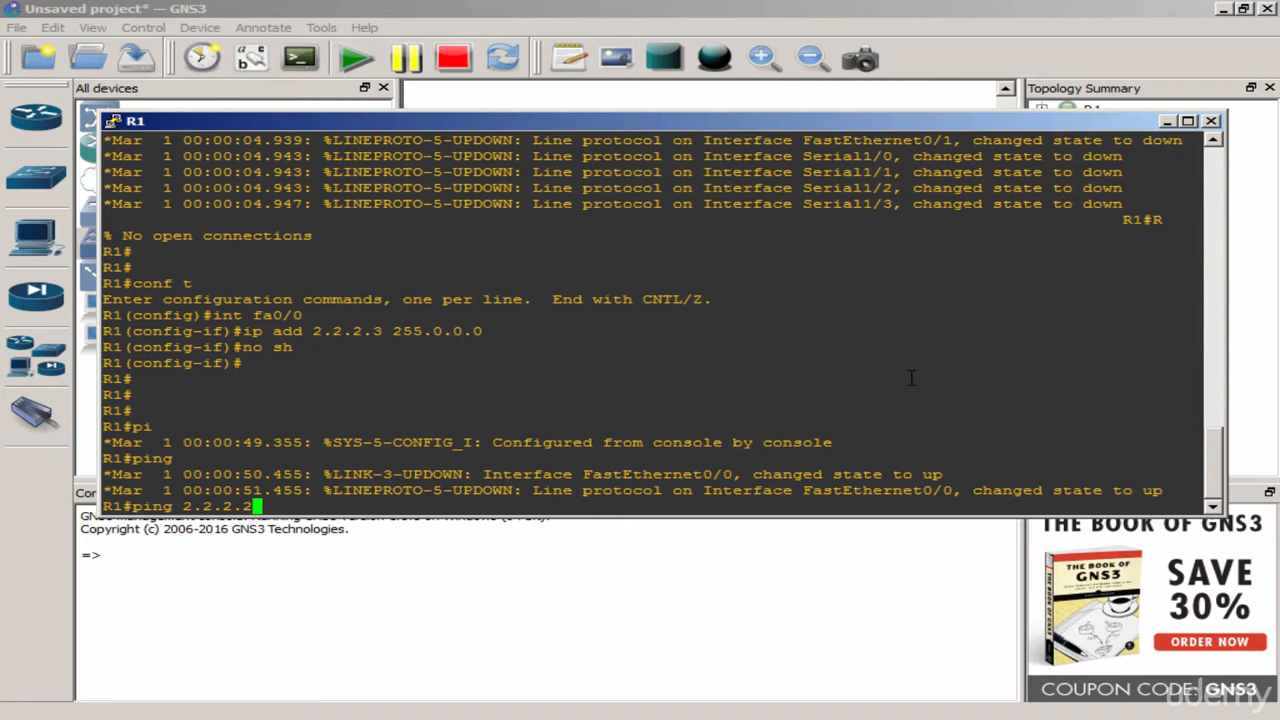 Unsaved project* — GNS3
File Edit View Control Device Annotate Tools Help
All devices
Topology Summary
R1
*Mar  1 00:00:04.939: %LINEPROTO-5-UPDOWN: Line protocol on Interface FastEthernet0/1, changed state to down
*Mar  1 00:00:04.943: %LINEPROTO-5-UPDOWN: Line protocol on Interface Serial1/0, changed state to down
*Mar  1 00:00:04.943: %LINEPROTO-5-UPDOWN: Line protocol on Interface Serial1/1, changed state to down
*Mar  1 00:00:04.943: %LINEPROTO-5-UPDOWN: Line protocol on Interface Serial1/2, changed state to down
*Mar  1 00:00:04.947: %LINEPROTO-5-UPDOWN: Line protocol on Interface Serial1/3, changed state to down
R1#R
% No open connections
R1#
R1#
R1#conf t
Enter configuration commands, one per line.  End with CNTL/Z.
R1(config)#int fa0/0
R1(config-if)#ip add 2.2.2.3 255.0.0.0
R1(config-if)#no sh
R1(config-if)#
R1#
R1#
R1#
R1#pi
*Mar  1 00:00:49.355: %SYS-5-CONFIG_I: Configured from console by console
R1#ping
*Mar  1 00:00:50.455: %LINK-3-UPDOWN: Interface FastEthernet0/0, changed state to up
*Mar  1 00:00:51.455: %LINEPROTO-5-UPDOWN: Line protocol on Interface FastEthernet0/0, changed state to up
R1#ping 2.2.2.2
Copyright (c) 2006-2016 GNS3 Technologies.
=>
THE BOOK OF GNS3
THE BOOK OF
GNS3
SAVE
30%
ORDER NOW
COUPON CODE: GNS3
udemy